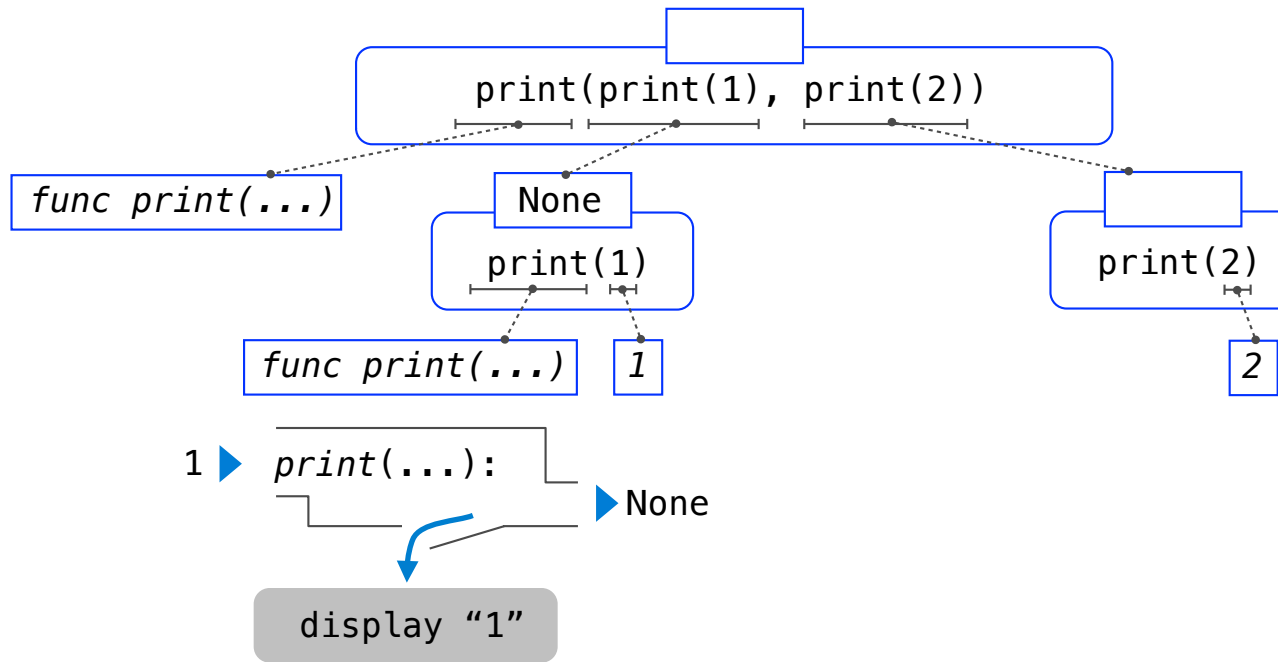 print(print(1), print(2))
func print(...)
None
print(1)
print(2)
func print(...)
1
2
1
print(...):
None
display “1”